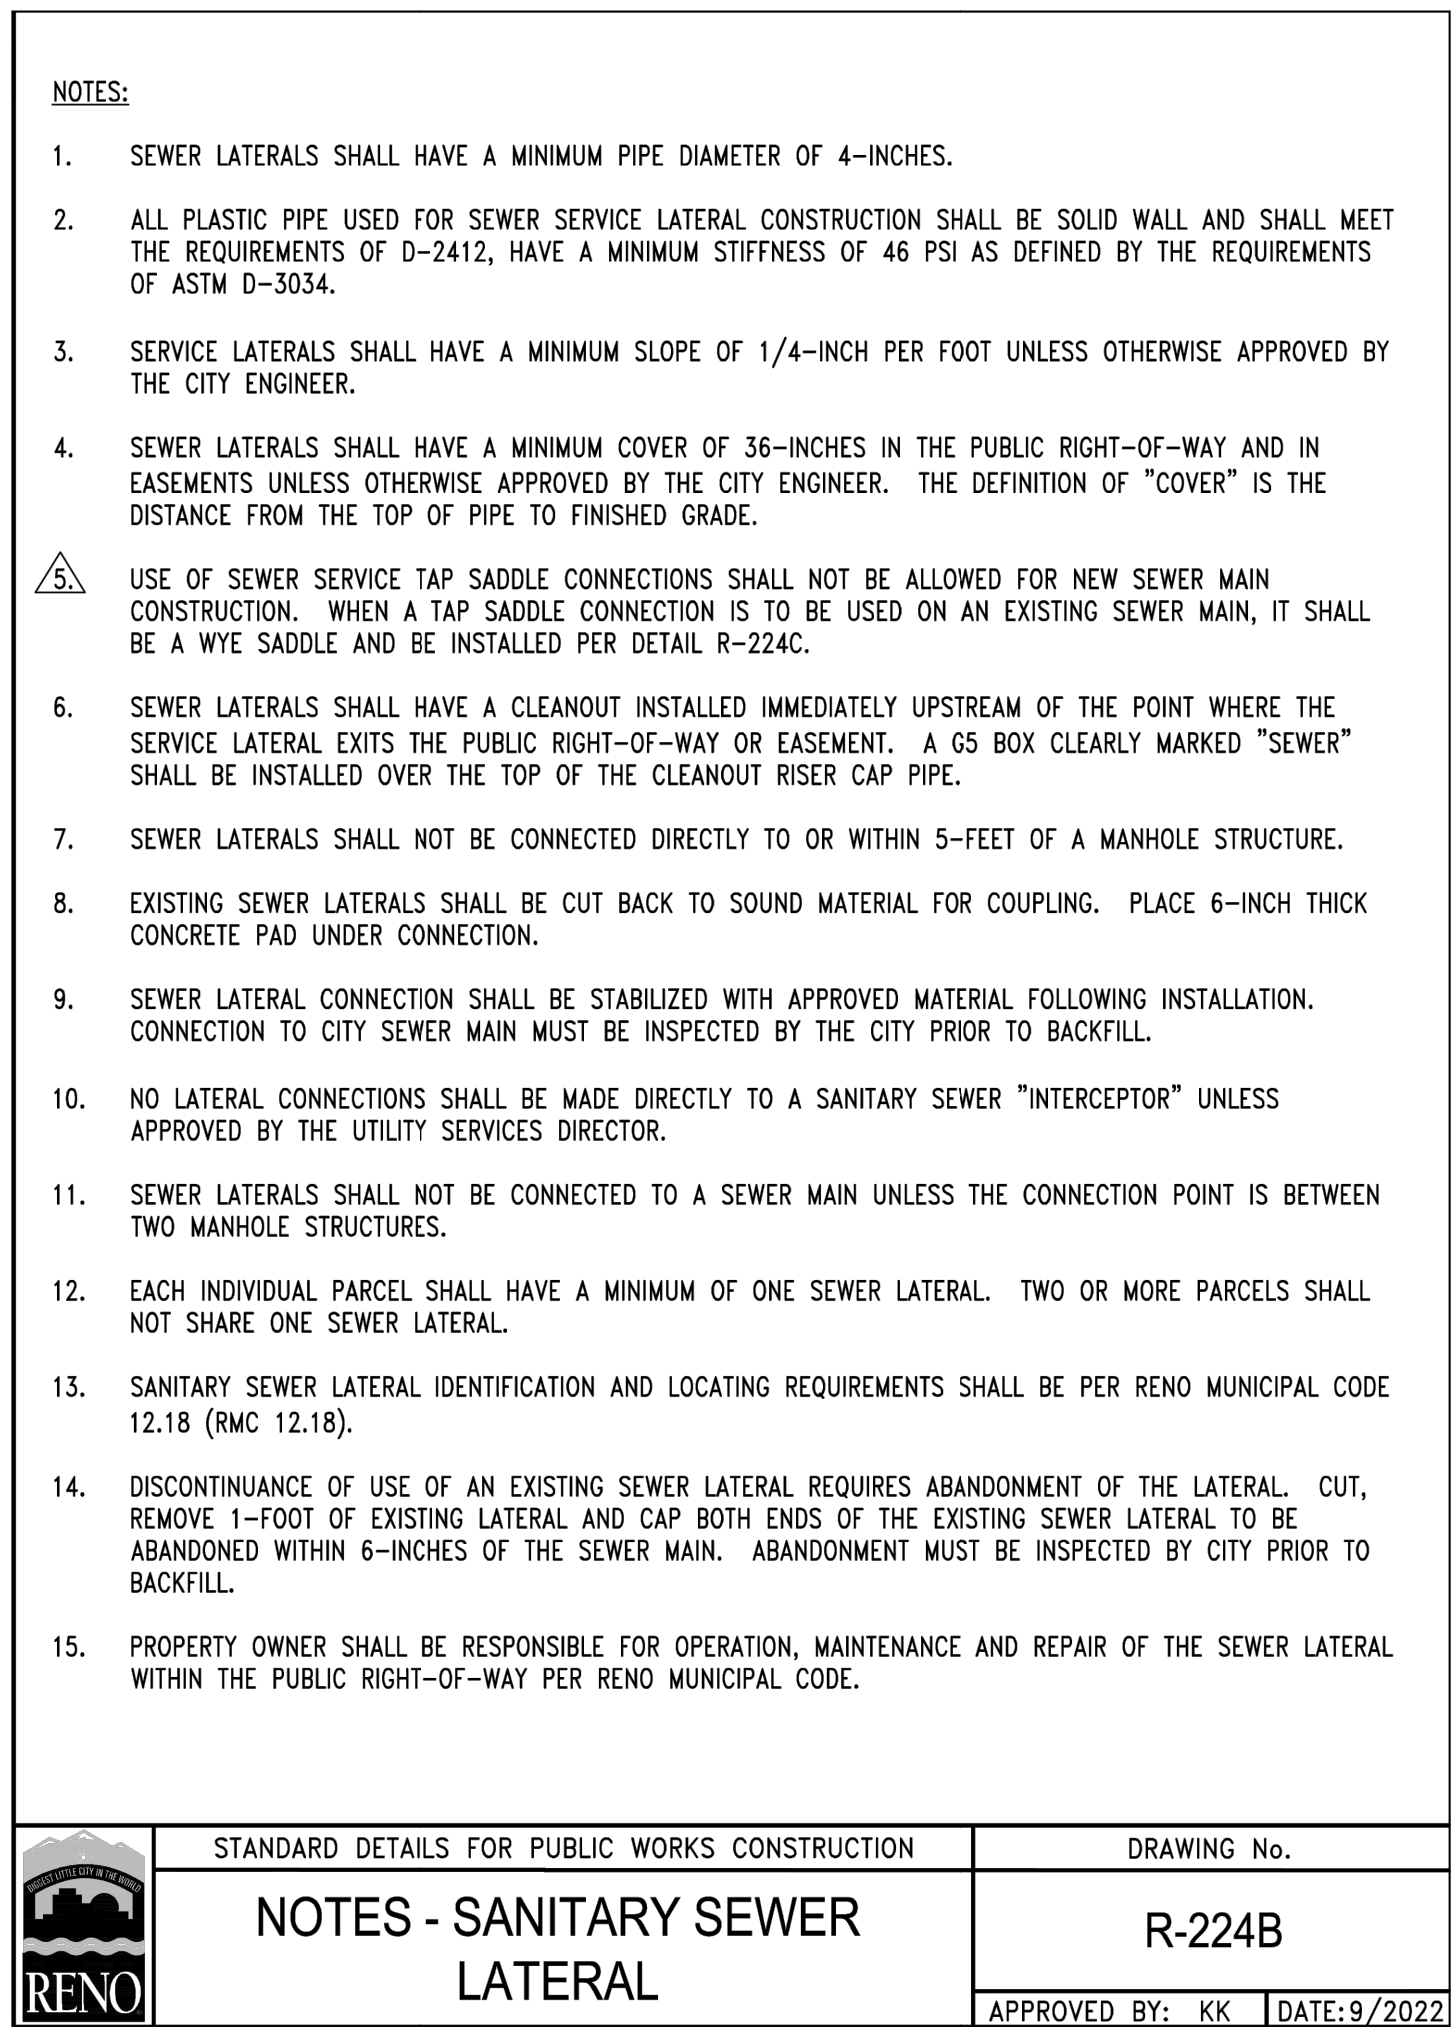 NOTES:
1. SEWER LATERALS SHALL HAVE A MINIMUM PIPE DIAMETER OF 4-INCHES.
2. ALL PLASTIC PIPE USED FOR SEWER SERVICE LATERAL CONSTRUCTION SHALL BE SOLID WALL AND SHALL MEET
THE REQUIREMENTS OF D-2412, HAVE A MINIMUM STIFFNESS OF 46 PSI AS DEFINED BY THE REQUIREMENTS
OF ASTM D-3034.
3. SERVICE LATERALS SHALL HAVE A MINIMUM SLOPE OF 1/4-INCH PER FOOT UNLESS OTHERWISE APPROVED BY
THE CITY ENGINEER.
4. SEWER LATERALS SHALL HAVE A MINIMUM COVER OF 36-INCHES IN THE PUBLIC RIGHT-OF-WAY AND IN
EASEMENTS UNLESS OTHERWISE APPROVED BY THE CITY ENGINEER. THE DEFINITION OF "COVER" IS THE
DISTANCE FROM THE TOP OF PIPE TO FINISHED GRADE.
5. USE OF SEWER SERVICE TAP SADDLE CONNECTIONS SHALL NOT BE ALLOWED FOR NEW SEWER MAIN
CONSTRUCTION. WHEN A TAP SADDLE CONNECTION IS TO BE USED ON AN EXISTING SEWER MAIN, IT SHALL
BE A WYE SADDLE AND BE INSTALLED PER DETAIL R-224C.
6. SEWER LATERALS SHALL HAVE A CLEANOUT INSTALLED IMMEDIATELY UPSTREAM OF THE POINT WHERE THE
SERVICE LATERAL EXITS THE PUBLIC RIGHT-OF-WAY OR EASEMENT. A G5 BOX CLEARLY MARKED "SEWER"
SHALL BE INSTALLED OVER THE TOP OF THE CLEANOUT RISER CAP PIPE.
7. SEWER LATERALS SHALL NOT BE CONNECTED DIRECTLY TO OR WITHIN 5-FEET OF A MANHOLE STRUCTURE.
8. EXISTING SEWER LATERALS SHALL BE CUT BACK TO SOUND MATERIAL FOR COUPLING. PLACE 6-INCH THICK
CONCRETE PAD UNDER CONNECTION.
9. SEWER LATERAL CONNECTION SHALL BE STABILIZED WITH APPROVED MATERIAL FOLLOWING INSTALLATION.
CONNECTION TO CITY SEWER MAIN MUST BE INSPECTED BY THE CITY PRIOR TO BACKFILL.
10. NO LATERAL CONNECTIONS SHALL BE MADE DIRECTLY TO A SANITARY SEWER "INTERCEPTOR" UNLESS
APPROVED BY THE UTILITY SERVICES DIRECTOR.
11. SEWER LATERALS SHALL NOT BE CONNECTED TO A SEWER MAIN UNLESS THE CONNECTION POINT IS BETWEEN
TWO MANHOLE STRUCTURES.
12. EACH INDIVIDUAL PARCEL SHALL HAVE A MINIMUM OF ONE SEWER LATERAL. TWO OR MORE PARCELS SHALL
NOT SHARE ONE SEWER LATERAL.
13. SANITARY SEWER LATERAL IDENTIFICATION AND LOCATING REQUIREMENTS SHALL BE PER RENO MUNICIPAL CODE
12.18 (RMC 12.18).
14. DISCONTINUANCE OF USE OF AN EXISTING SEWER LATERAL REQUIRES ABANDONMENT OF THE LATERAL. CUT,
REMOVE 1-FOOT OF EXISTING LATERAL AND CAP BOTH ENDS OF THE EXISTING SEWER LATERAL TO BE
ABANDONED WITHIN 6-INCHES OF THE SEWER MAIN. ABANDONMENT MUST BE INSPECTED BY CITY PRIOR TO
BACKFILL.
15. PROPERTY OWNER SHALL BE RESPONSIBLE FOR OPERATION, MAINTENANCE AND REPAIR OF THE SEWER LATERAL
WITHIN THE PUBLIC RIGHT-OF-WAY PER RENO MUNICIPAL CODE.
BIGGEST LITTLE CITY IN THE WORLD
RENO
STANDARD DETAILS FOR PUBLIC WORKS CONSTRUCTION
NOTES - SANITARY SEWER
LATERAL
DRAWING No.
R-224B
APPROVED BY: KK
DATE: 9/2022